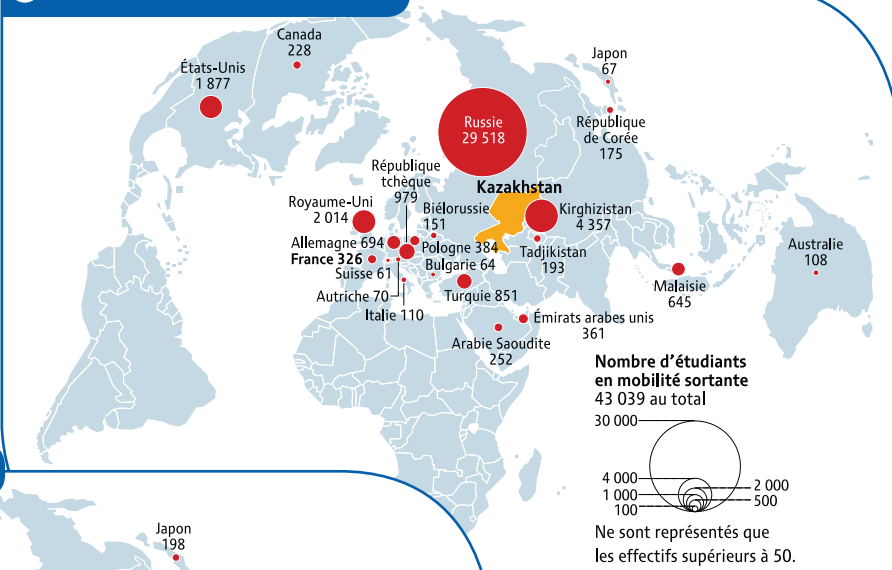 Canada
228
États-Unis
1 877
Japon
67
Russie
29 518
République
de Corée
175
République
tchèque
979
Kazakhstan
Royaume-Uni
2 014
Biélorussie
151
Kirghizistan
4 357
Allemagne 694
Pologne 384
France 326
Tadjikistan
193
Suisse 61
Bulgarie 64
Autriche 70
Turquie 851
Italie 110
Australie
108
Malaisie
645
Émirats arabes unis
361
Arabie Saoudite
252
Nombre d’étudiants
en mobilité sortante
43 039 au total
30 000
4 000
2 000
1 000
500
100
Ne sont représentés que
les effectifs supérieurs à 50.
Japon
198